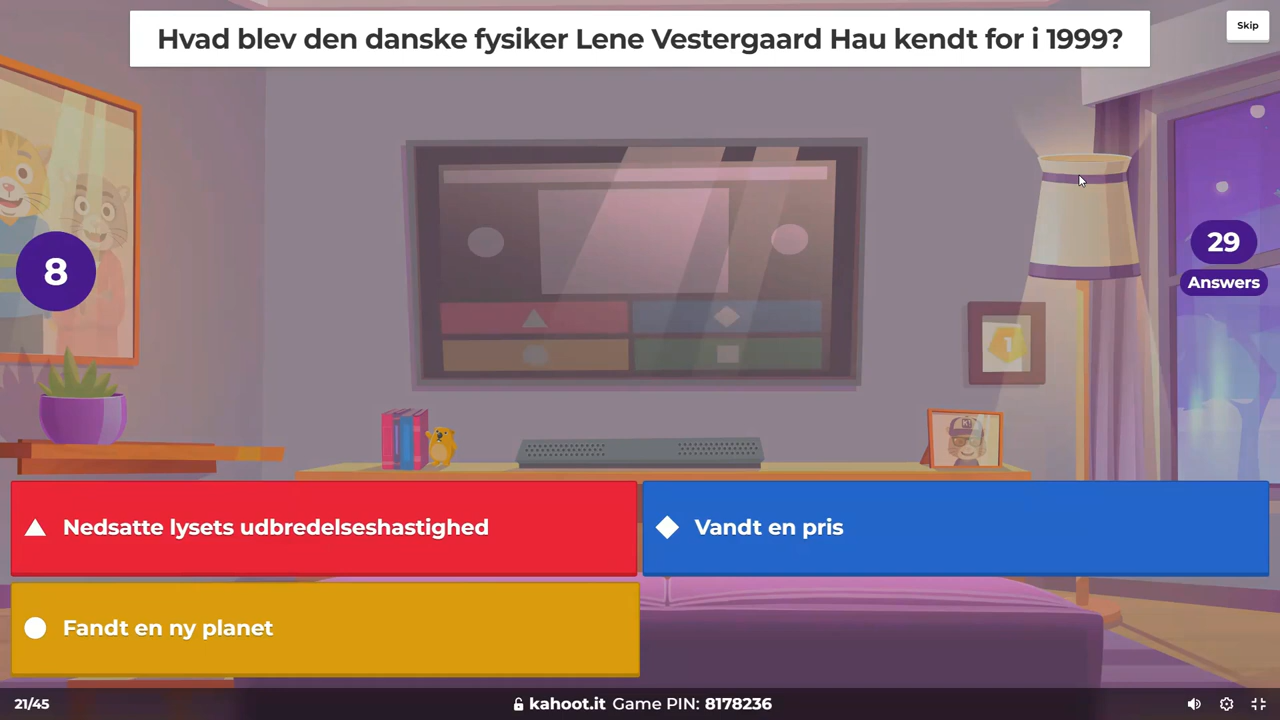 Hvad blev den danske fysiker Lene Vestergaard Hau kendt for i 1999?
Skip
8
29
Answers
1
Nedsatte lysets udbredelseshastighed
Vandt en pris
Fandt en ny planet
21/45
kahoot.it Game PIN: 8178236